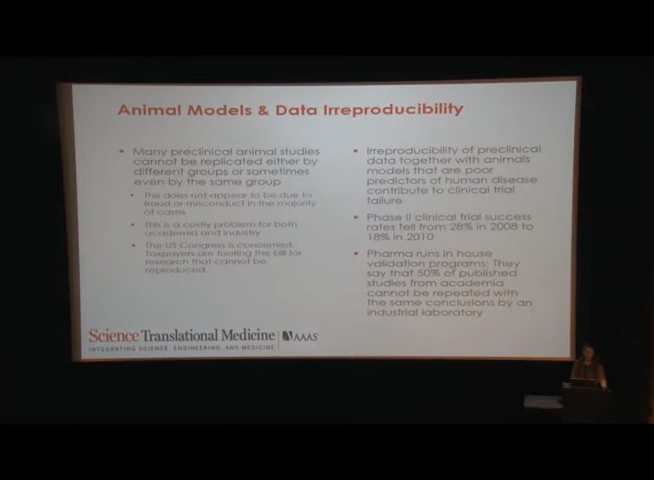 Animal Models & Data Irreproducibility
Many preclinical animal studies
cannot be replicated either by
different groups or sometimes
even by the same group
This does not appear to be due to
fraud or misconduct in the majority
of cases
This is a costly problem for both
academia and industry
The US Congress is concerned:
Taxpayers are footing the bill for
research that cannot be
reproduced
Irreproducibility of preclinical
data together with animals
models that are poor
predictors of human disease
contribute to clinical trial
failure
Phase II clinical trial success
rates fell from 28% in 2008 to
18% in 2010
Pharma runs in house
validation programs: They
say that 50% of published
studies from academia
cannot be repeated with
the same conclusions by an
industrial laboratory
Science Translational Medicine AAAS
INTEGRATING SCIENCE, ENGINEERING, AND MEDICINE